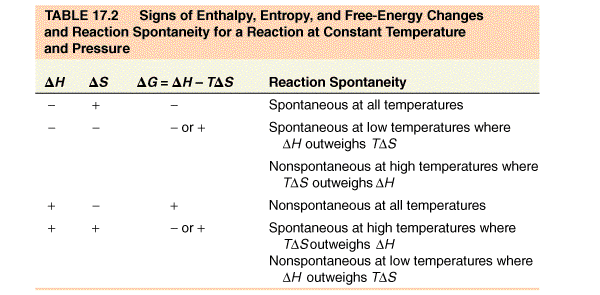 TABLE 17.2 Signs of Enthalpy, Entropy, and Free-Energy Changes
and Reaction Spontaneity for a Reaction at Constant Temperature
and Pressure
ΔH ΔS ΔG = ΔH – TΔS Reaction Spontaneity
– + – Spontaneous at all temperatures
– – – or + Spontaneous at low temperatures where
ΔH outweighs TΔS
Nonspontaneous at high temperatures where
TΔS outweighs ΔH
+ – + Nonspontaneous at all temperatures
+ + – or + Spontaneous at high temperatures where
TΔSoutweighs ΔH
Nonspontaneous at low temperatures where
ΔH outweighs TΔS